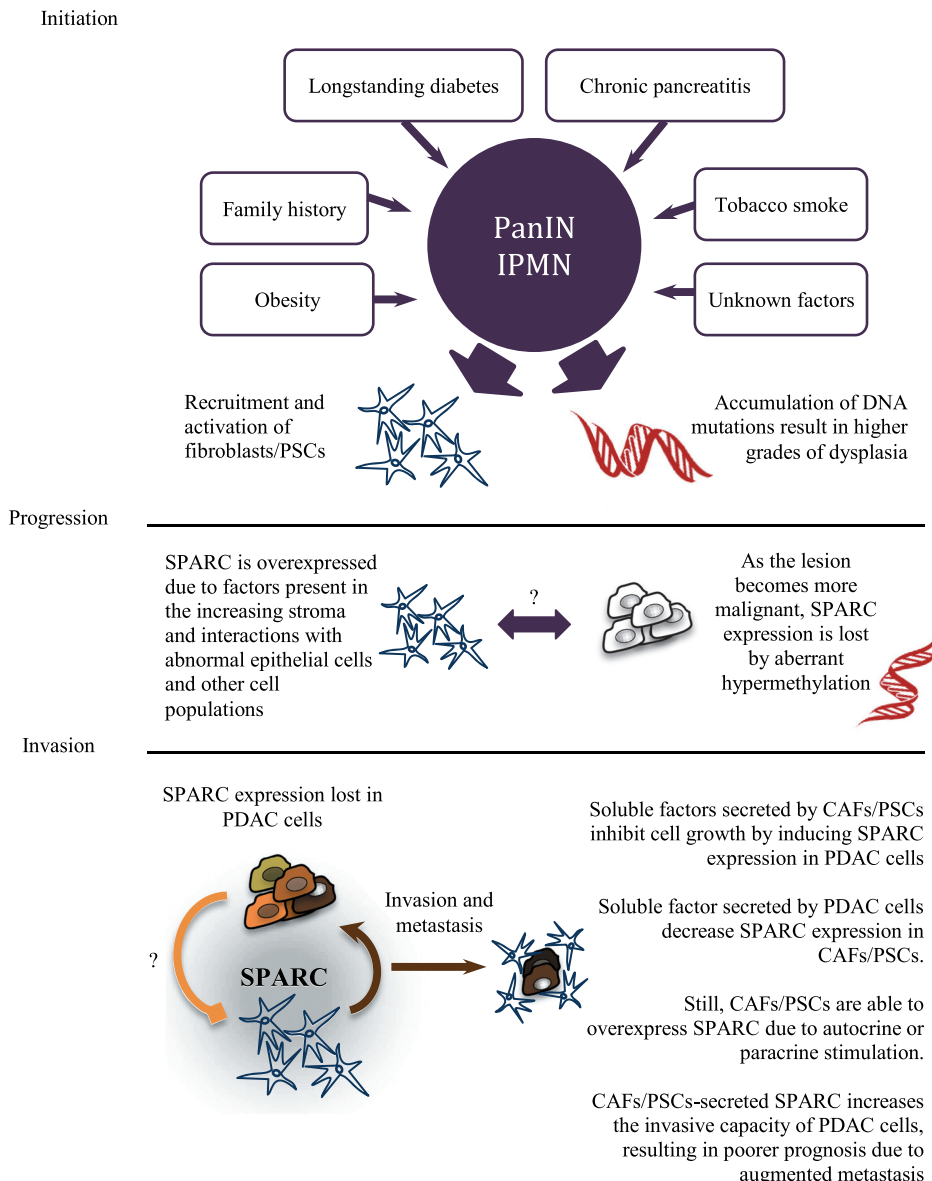 Initiation
Longstanding diabetes
Chronic pancreatitis
Family history
Tobacco smoke
PanIN
IPMN
Obesity
Unknown factors
Recruitment and
activation of
fibroblasts/PSCs
Accumulation of DNA
mutations result in higher
grades of dysplasia
Progression
SPARC is overexpressed
due to factors present in
the increasing stroma
and interactions with
abnormal epithelial cells
and other cell
populations
?
As the lesion
becomes more
malignant, SPARC
expression is lost
by aberrant
hypermethylation
Invasion
SPARC expression lost in
PDAC cells
?
SPARC
Invasion and
metastasis
Soluble factors secreted by CAFs/PSCs
inhibit cell growth by inducing SPARC
expression in PDAC cells
Soluble factor secreted by PDAC cells
decrease SPARC expression in
CAFs/PSCs.
Still, CAFs/PSCs are able to
overexpress SPARC due to autocrine or
paracrine stimulation.
CAFs/PSCs-secreted SPARC increases
the invasive capacity of PDAC cells,
resulting in poorer prognosis due to
augmented metastasis